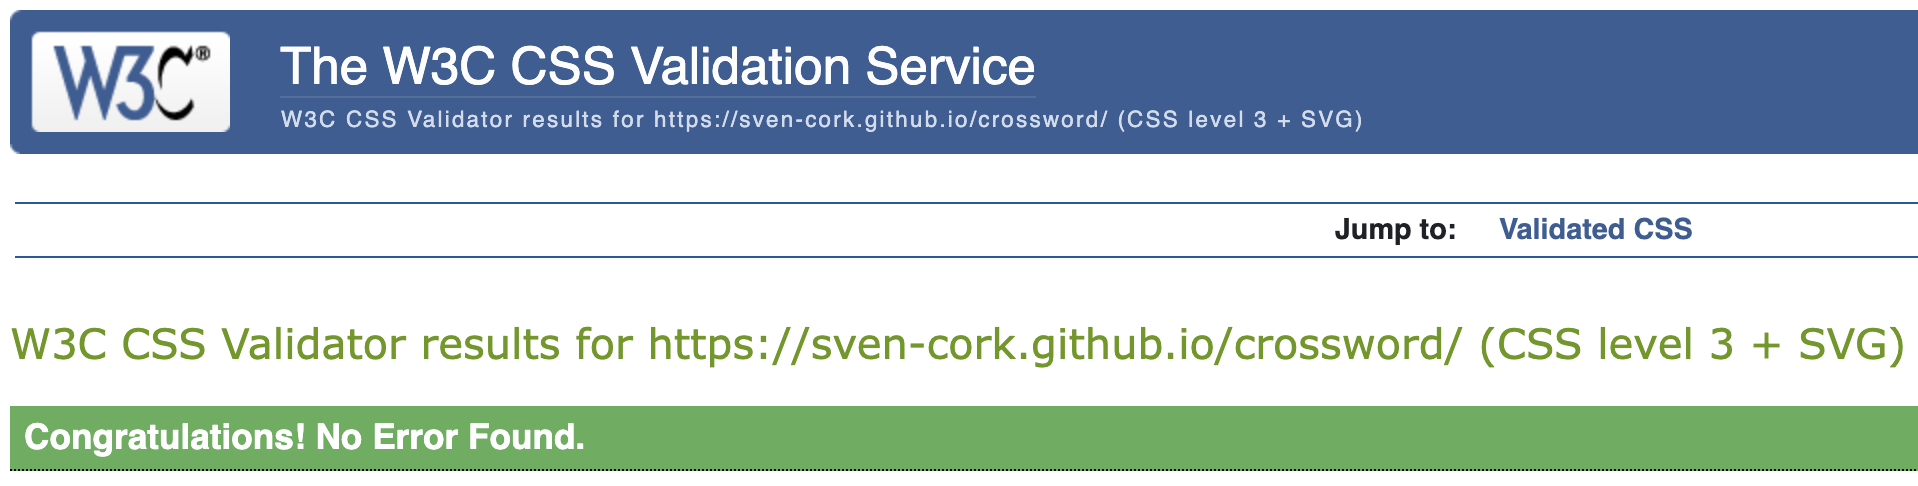 W3C®
The W3C CSS Validation Service
W3C CSS Validator results for https://sven-cork.github.io/crossword/ (CSS level 3 + SVG)
Jump to: Validated CSS
W3C CSS Validator results for https://sven-cork.github.io/crossword/ (CSS level 3 + SVG)
Congratulations! No Error Found.